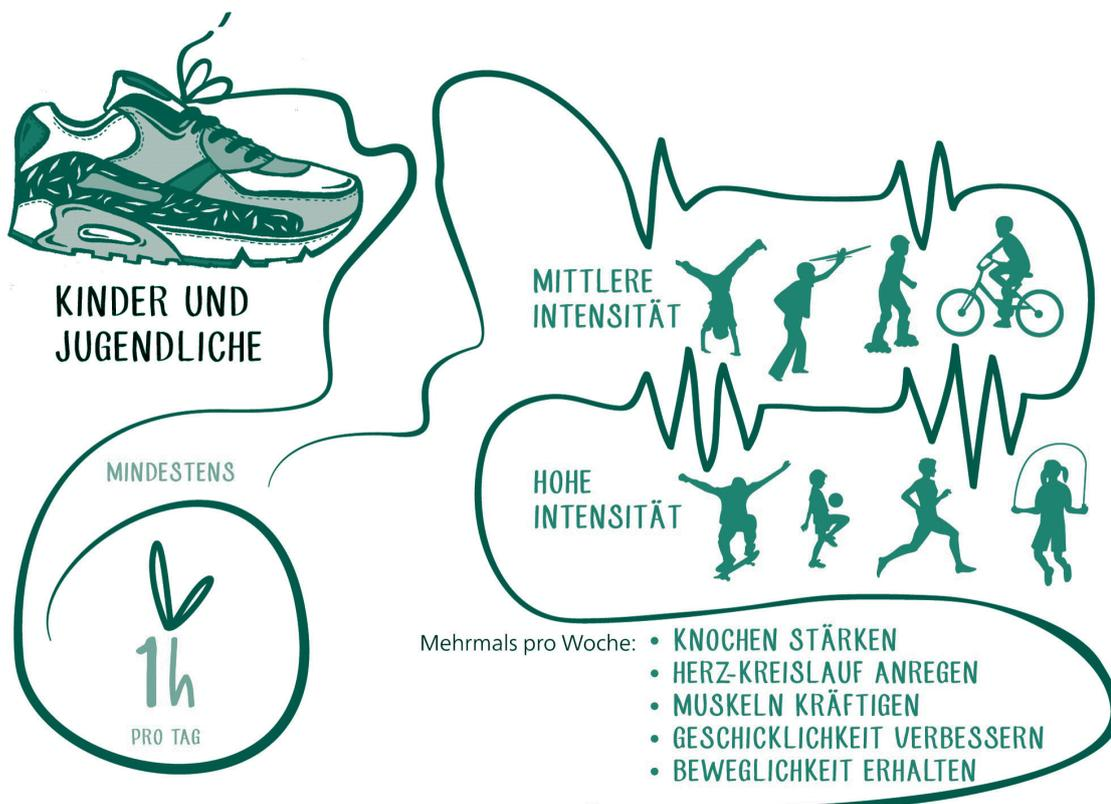 KINDER UND
JUGENDLICHE
MINDESTENS
1h
PRO TAG
MITTLERE
INTENSITÄT
HOHE
INTENSITÄT
Mehrmals pro Woche:
• KNOCHEN STÄRKEN
• HERZ-KREISLAUF ANREGEN
• MUSKELN KRÄFTIGEN
• GESCHICKLICHKEIT VERBESSERN
• BEWEGLICHKEIT ERHALTEN